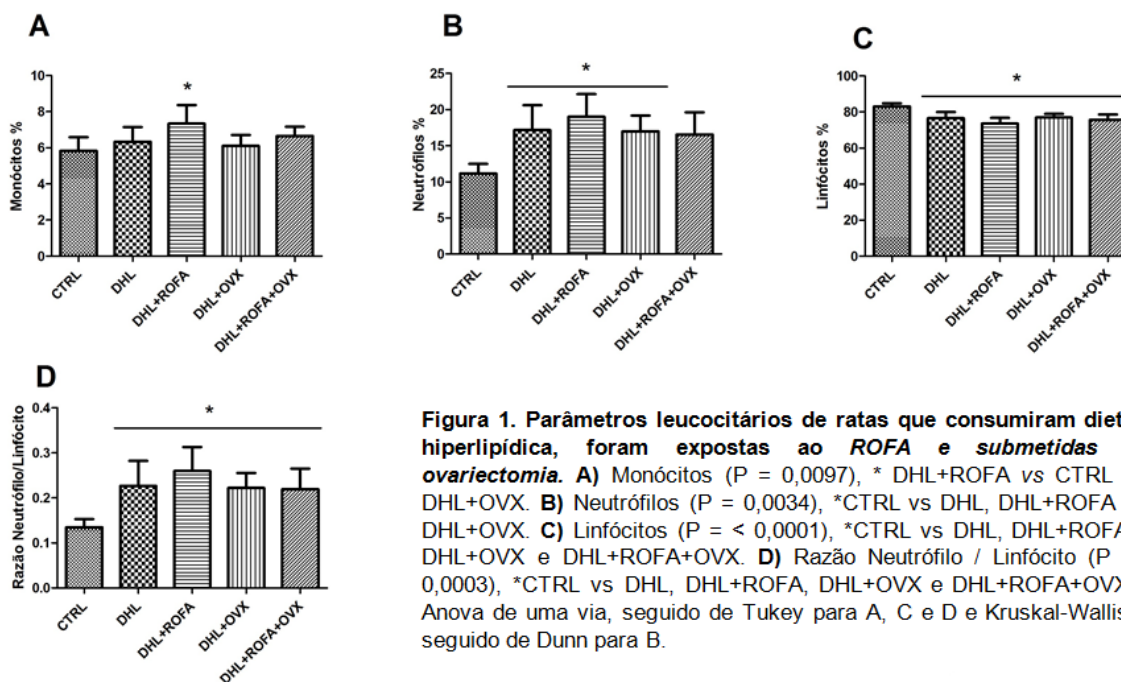 A
Monócitos %
10
8
6
4
2
0
*
CTRL
DHL
DHL+ROFA
DHL+OVX
DHL+ROFA+OVX
B
Neutrófilos %
25
20
15
10
5
0
*
CTRL
DHL
DHL+ROFA
DHL+OVX
DHL+ROFA+OVX
C
Linfócitos %
100
80
60
40
20
0
*
CTRL
DHL
DHL+ROFA
DHL+OVX
DHL+ROFA+OVX
D
Razão Neutrófilo/Linfócito
0.4
0.3
0.2
0.1
0.0
*
CTRL
DHL
DHL+ROFA
DHL+OVX
DHL+ROFA+OVX
Figura 1. Parâmetros leucocitários de ratas que consumiram diet
hiperlipídica, foram expostas ao ROFA e submetidas
ovariectomia. A) Monócitos (P = 0,0097), * DHL+ROFA vs CTRL
DHL+OVX. B) Neutrófilos (P = 0,0034), *CTRL vs DHL, DHL+ROFA
DHL+OVX. C) Linfócitos (P = < 0,0001), *CTRL vs DHL, DHL+ROFA
DHL+OVX e DHL+ROFA+OVX. D) Razão Neutrófilo / Linfócito (P
0,0003), *CTRL vs DHL, DHL+ROFA, DHL+OVX e DHL+ROFA+OVX
Anova de uma via, seguido de Tukey para A, C e D e Kruskal-Wallis
seguido de Dunn para B.